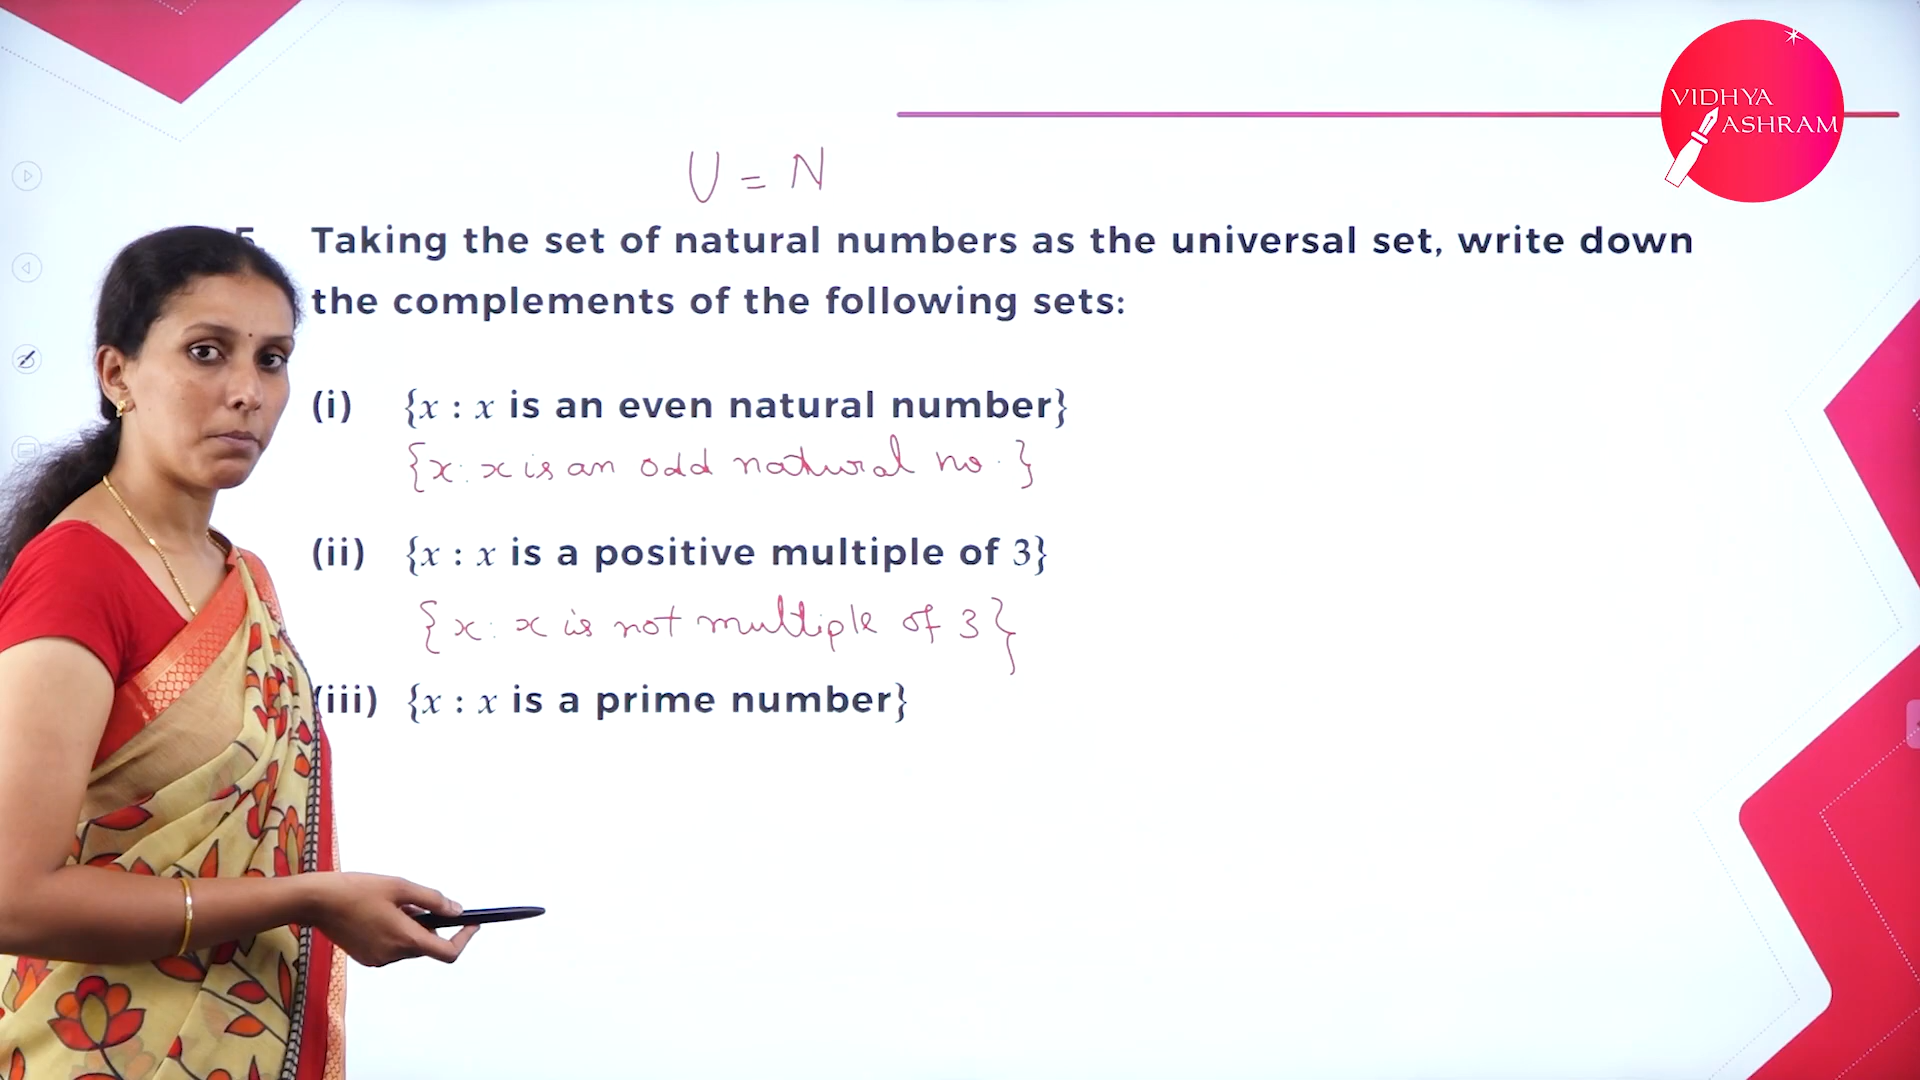 VIDHYA
ASHRAM
U = N
5. Taking the set of natural numbers as the universal set, write down
the complements of the following sets:
(i) {x : x is an even natural number}
{x : x is an odd natural no. }
(ii) {x : x is a positive multiple of 3}
{x : x is not multiple of 3}
(iii) {x : x is a prime number}